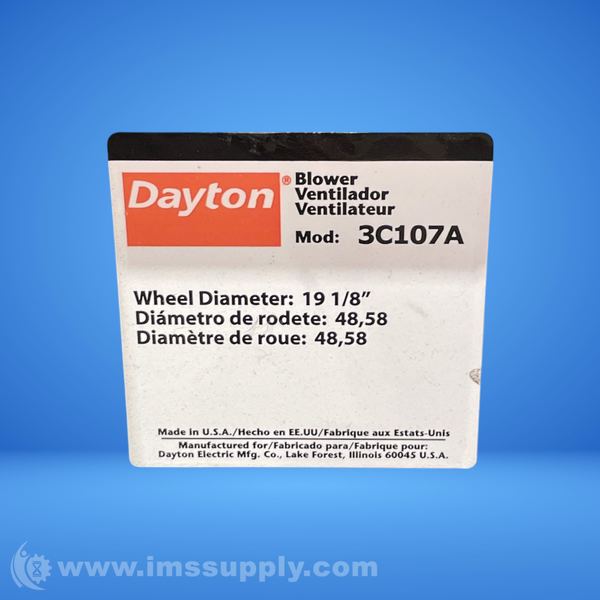 Dayton®
Blower
Ventilador
Ventilateur
Mod: 3C107A
Wheel Diameter: 19 1/8”
Diámetro de rodete: 48,58
Diamètre de roue: 48,58
Made in U.S.A./Hecho en EE.UU/Fabrique aux Estats-Unis
Manufactured for/Fabricado para/Fabrique pour:
Dayton Electric Mfg. Co., Lake Forest, Illinois 60045 U.S.A.
www.imssupply.com